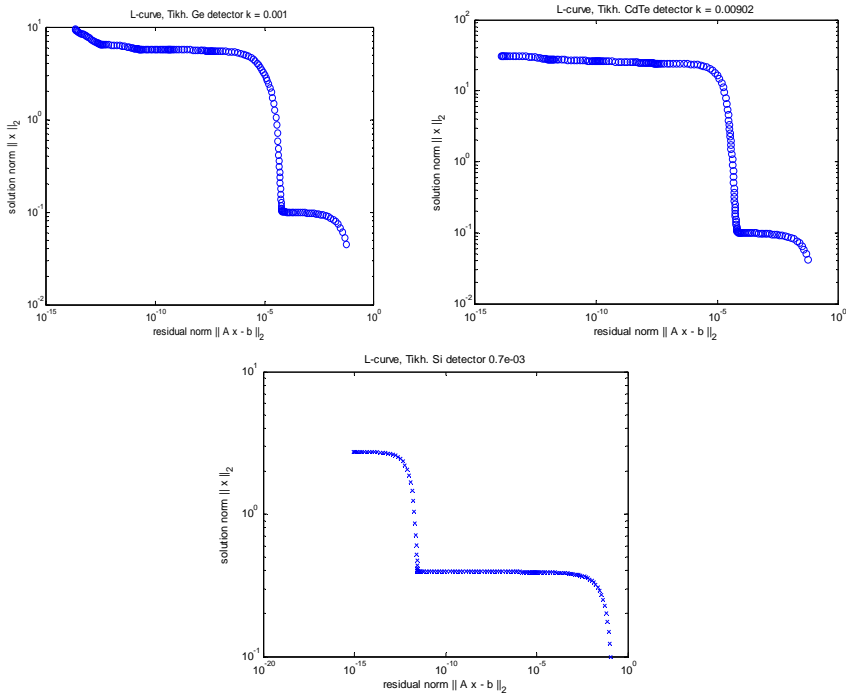 L-curve, Tikh. Ge detector k = 0.001
10^1
10^0
10^-1
10^-2
solution norm || x ||_2
10^-15
10^-10
10^-5
10^0
residual norm || A x - b ||_2
L-curve, Tikh. CdTe detector k = 0.00902
10^2
10^1
10^0
10^-1
10^-2
solution norm || x ||_2
10^-15
10^-10
10^-5
10^0
residual norm || A x - b ||_2
L-curve, Tikh. Si detector 0.7e-03
10^1
10^0
10^-1
solution norm || x ||_2
10^-20
10^-15
10^-10
10^-5
10^0
residual norm || A x - b ||_2